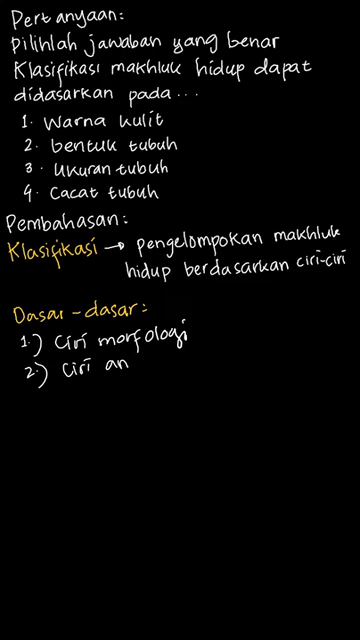 Pertanyaan:
Pilihlah jawaban yang benar
Klasifikasi makhluk hidup dapat
didasarkan pada...
1. Warna kulit
2. bentuk tubuh
3. Ukuran tubuh
4. Cacat tubuh
Pembahasan:
Klasifikasi → pengelompokan makhluk
hidup berdasarkan ciri-ciri
Dasar-dasar:
1.) Ciri morfologi
2.) Ciri an